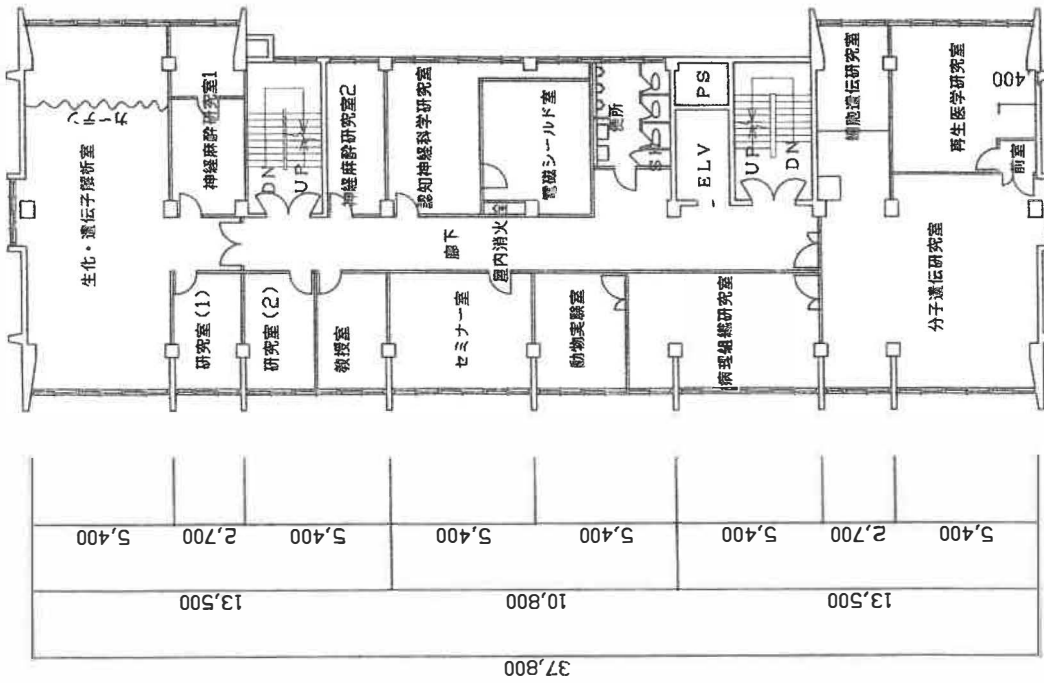 生化・遺伝子解析室
カーテン
神経麻酔研究室1
DN
UP
神経麻酔研究室2
認知神経科学研究室
電磁シールド室
便所
SK
PS
ELV
UP
DN
細胞遺伝研究室
再生医学研究室
400
前室
分子遺伝研究室
廊下
屋内消火栓
研究室(1)
研究室(2)
教授室
セミナー室
動物実験室
病理組織研究室
5,400
2,700
5,400
5,400
5,400
5,400
2,700
5,400
13,500
10,800
13,500
37,800